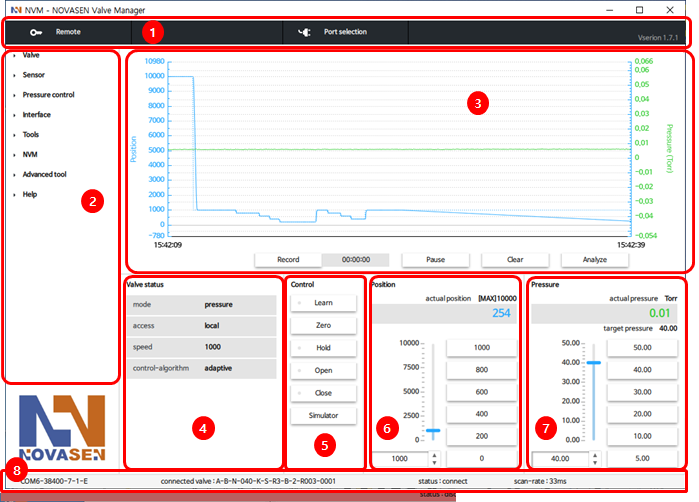 NVM - NOVASEN Valve Manager
Remote
1
Port selection
Vserion 1.7.1
Valve
Sensor
Pressure control
Interface
Tools
NVM
Advanced tool
Help
2
Position
10980
10000
9000
8000
7000
6000
5000
4000
3000
2000
1000
0
-780
3
0,066
0,06
0,05
0,04
0,03
0,02
0,01
0
-0,01
-0,02
-0,03
-0,04
-0,054
Pressure (Torr)
15:42:09
15:42:39
Record
00:00:00
Pause
Clear
Analyze
Valve status
mode pressure
access local
speed 1000
control-algorithm adaptive
4
Control
Learn
Zero
Hold
Open
Close
Simulator
5
Position
actual position [MAX]10000
254
10000
7500
5000
2500
0
1000
800
600
400
200
0
1000
6
Pressure
actual pressure Torr
0.01
target pressure 40.00
50.00
40.00
30.00
20.00
10.00
0.00
50.00
40.00
30.00
20.00
10.00
5.00
40.00
7
NOVASEN
8
COM6-38400-7-1-E
connected valve : A-B-N-040-K-S-R3-B-2-R003-0001
status : connect
scan-rate : 33ms